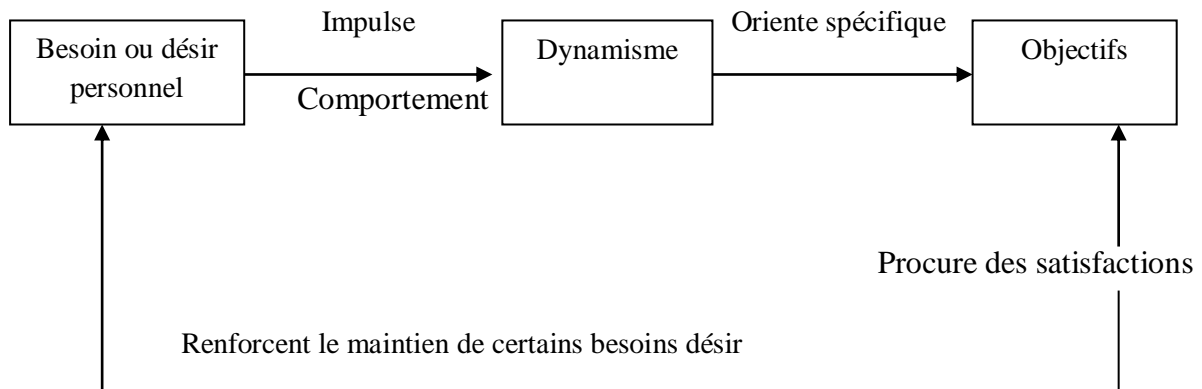 Impulse
Oriente spécifique
Besoin ou désir
personnel
Dynamisme
Objectifs
Comportement
Procure des satisfactions
Renforcent le maintien de certains besoins désir